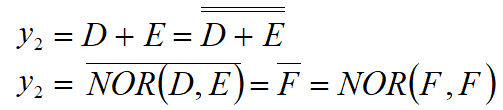 y₂ = D + E = \overline{\overline{D + E}}
y₂ = \overline{NOR(D, E)} = \overline{F} = NOR(F, F)